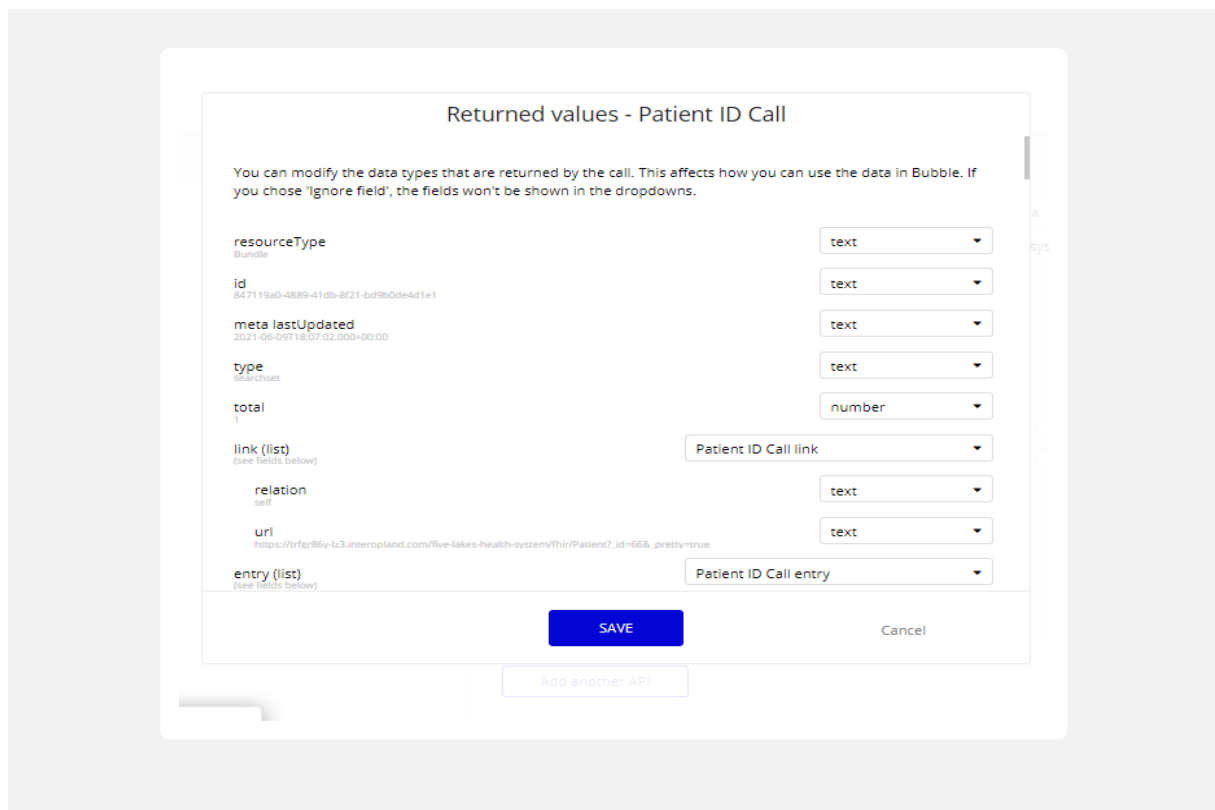 Returned values - Patient ID Call
You can modify the data types that are returned by the call. This affects how you can use the data in Bubble. If
you chose 'Ignore field', the fields won't be shown in the dropdowns.
resourceType text
Bundle
id text
847119a0-4889-41db-8f21-bd9b0de4d1e1
meta lastUpdated text
2021-06-09T18:07:02.000+00:00
type text
searchset
total number
1
link (list) Patient ID Call link
(see fields below)
relation text
self
url text
https://trfgr86y-lz3.interopland.com/five-lakes-health-system/fhir/Patient?_id=66&_pretty=true
entry (list) Patient ID Call entry
(see fields below)
SAVE Cancel
Add another API